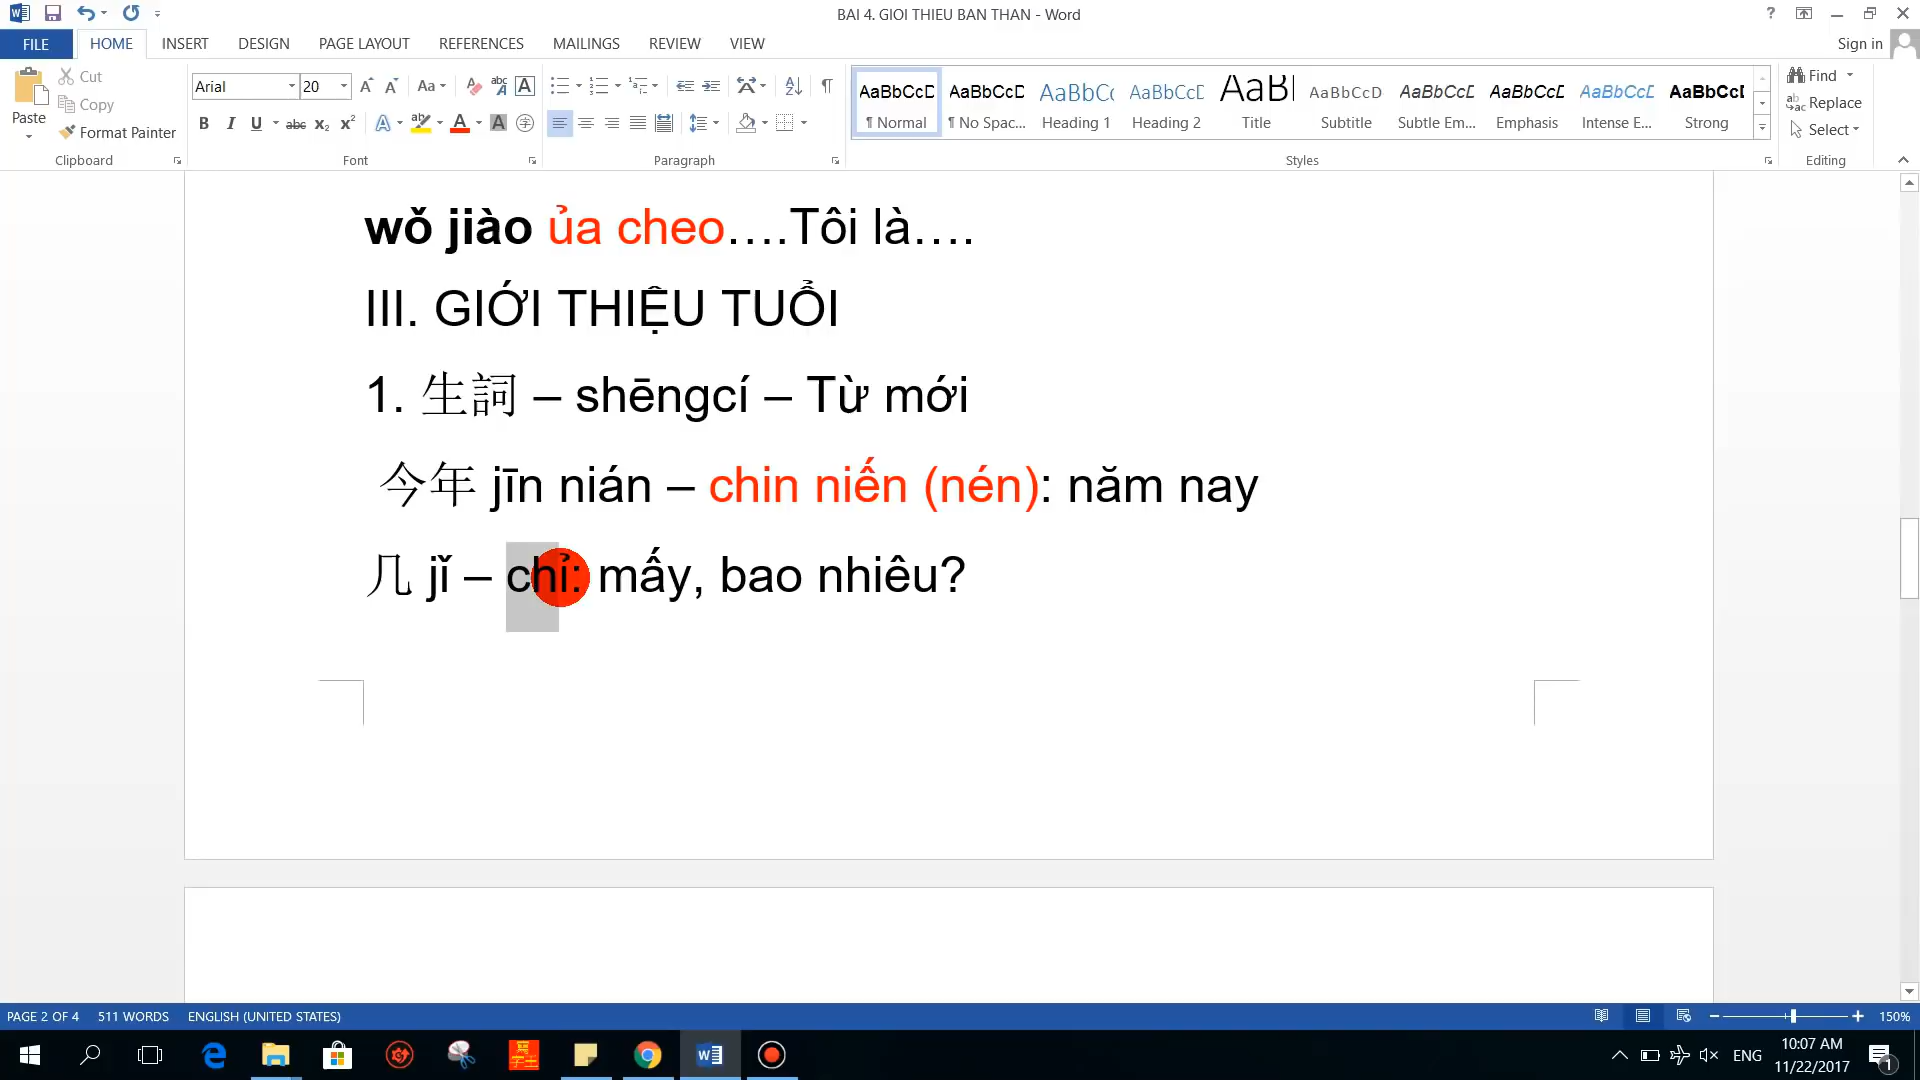 BAI 4. GIOI THIEU BAN THAN - Word
FILE HOME INSERT DESIGN PAGE LAYOUT REFERENCES MAILINGS REVIEW VIEW Sign in
Paste
Cut
Copy
Format Painter
Clipboard
Arial 20
Font
Paragraph
AaBbCcD AaBbCcD AaBbCc AaBbCcD AaBl AaBbCcD AaBbCcD AaBbCcD AaBbCcD AaBbCcD
¶ Normal ¶ No Spac... Heading 1 Heading 2 Title Subtitle Subtle Em... Emphasis Intense E... Strong
Styles
Find
Replace
Select
Editing
wǒ jiào ủa cheo….Tôi là….
III. GIỚI THIỆU TUỔI
1. 生詞 – shēngcí – Từ mới
今年 jīn nián – chin niến (nén): năm nay
几 jǐ – chỉ: mấy, bao nhiêu?
PAGE 2 OF 4 511 WORDS ENGLISH (UNITED STATES) 150%
ENG 10:07 AM
11/22/2017 1